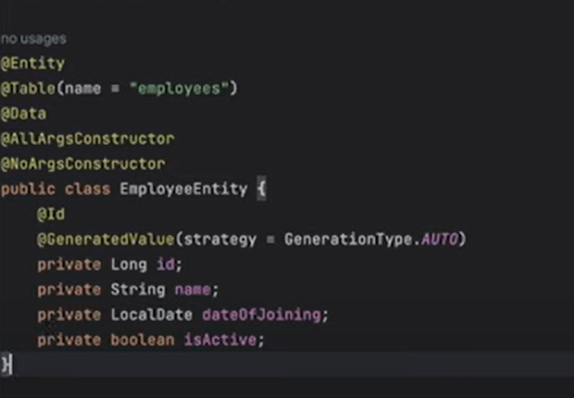 no usages
@Entity
@Table(name = "employees")
@Data
@AllArgsConstructor
@NoArgsConstructor
public class EmployeeEntity {
@Id
@GeneratedValue(strategy = GenerationType.AUTO)
private Long id;
private String name;
private LocalDate dateOfJoining;
private boolean isActive;
}